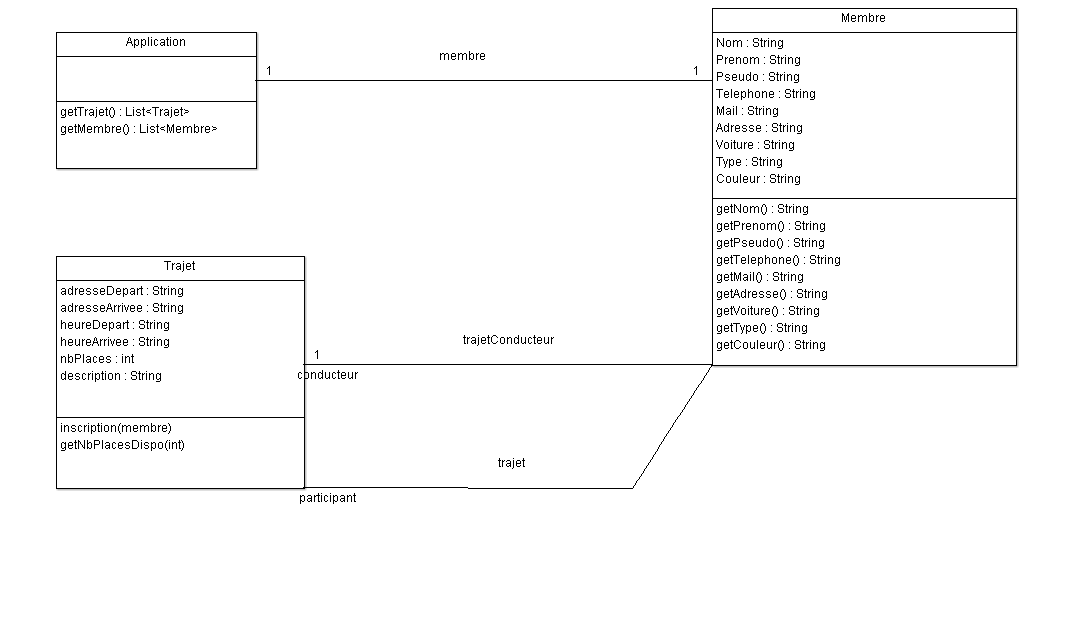 Application
getTrajet() : List<Trajet>
getMembre() : List<Membre>
membre
1
1
Membre
Nom : String
Prenom : String
Pseudo : String
Telephone : String
Mail : String
Adresse : String
Voiture : String
Type : String
Couleur : String
getNom() : String
getPrenom() : String
getPseudo() : String
getTelephone() : String
getMail() : String
getAdresse() : String
getVoiture() : String
getType() : String
getCouleur() : String
Trajet
adresseDepart : String
adresseArrivee : String
heureDepart : String
heureArrivee : String
nbPlaces : int
description : String
inscription(membre)
getNbPlacesDispo(int)
trajetConducteur
1
conducteur
trajet
participant